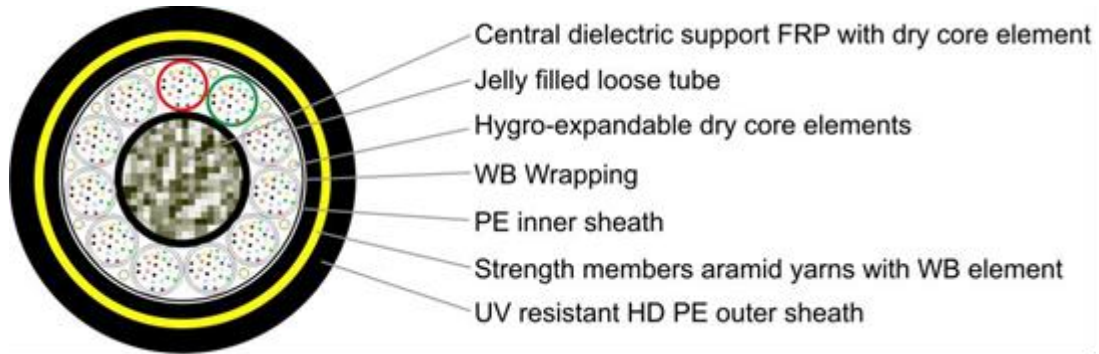 Central dielectric support FRP with dry core element
Jelly filled loose tube
Hygro-expandable dry core elements
WB Wrapping
PE inner sheath
Strength members aramid yarns with WB element
UV resistant HD PE outer sheath